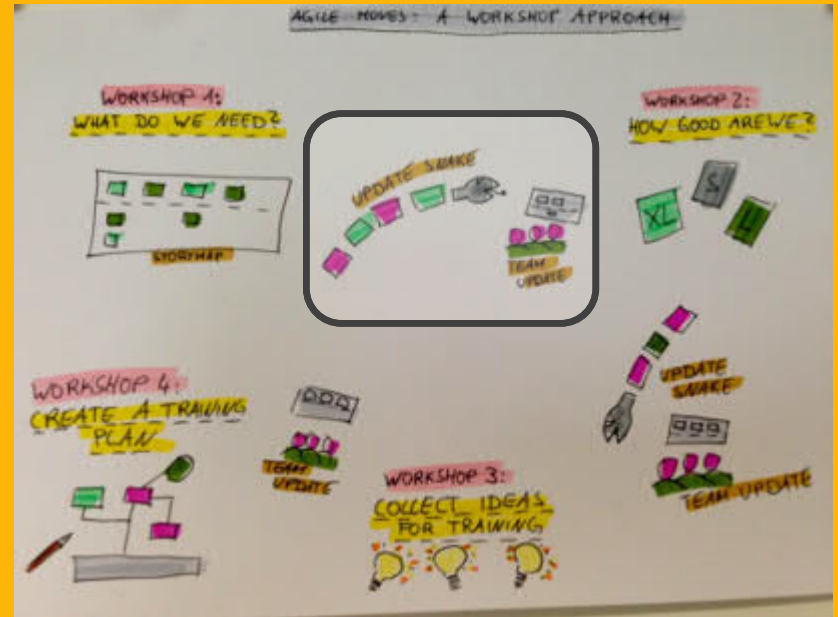 AGILE MOVES: A WORKSHOP APPROACH
WORKSHOP 1:
WHAT DO WE NEED?
STORYMAP
UPDATE SNAKE
TEAM
UPDATE
WORKSHOP 2:
HOW GOOD ARE WE?
XL
S
UPDATE
SNAKE
TEAM UPDATE
WORKSHOP 3:
COLLECT IDEAS
FOR TRAINING
TEAM
UPDATE
WORKSHOP 4:
CREATE A TRAINING
PLAN